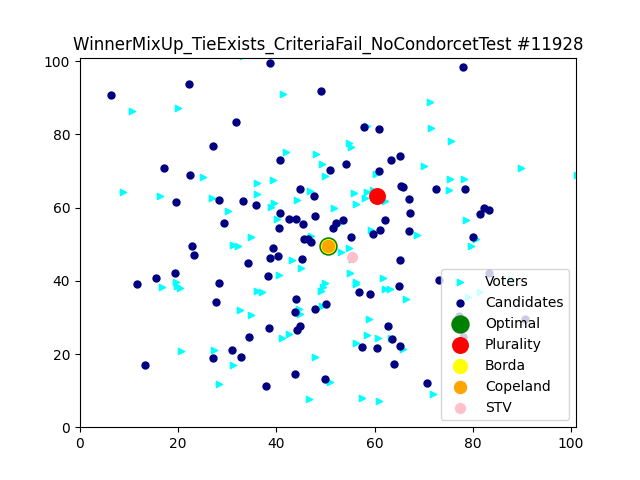 WinnerMixUp_TieExists_CriteriaFail_NoCondorcetTest #11928
100
80
60
40
20
0
0 20 40 60 80 100
Voters
Candidates
Optimal
Plurality
Borda
Copeland
STV